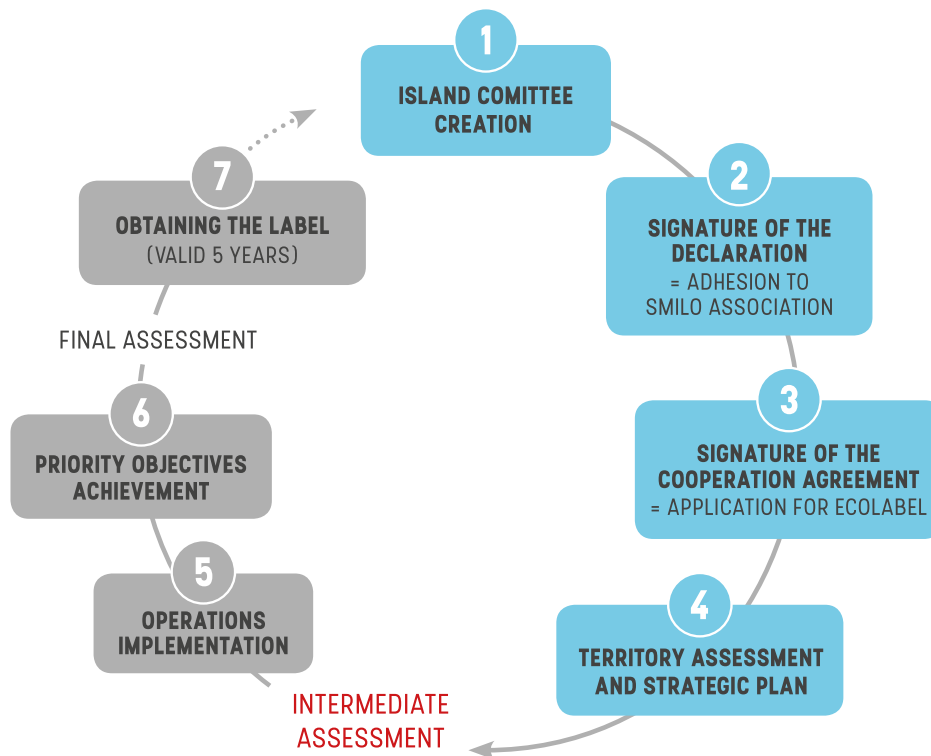 1
ISLAND COMITTEE
CREATION
2
SIGNATURE OF THE
DECLARATION
= ADHESION TO
SMILO ASSOCIATION
3
SIGNATURE OF THE
COOPERATION AGREEMENT
= APPLICATION FOR ECOLABEL
4
TERRITORY ASSESSMENT
AND STRATEGIC PLAN
INTERMEDIATE
ASSESSMENT
5
OPERATIONS
IMPLEMENTATION
6
PRIORITY OBJECTIVES
ACHIEVEMENT
FINAL ASSESSMENT
7
OBTAINING THE LABEL
(VALID 5 YEARS)